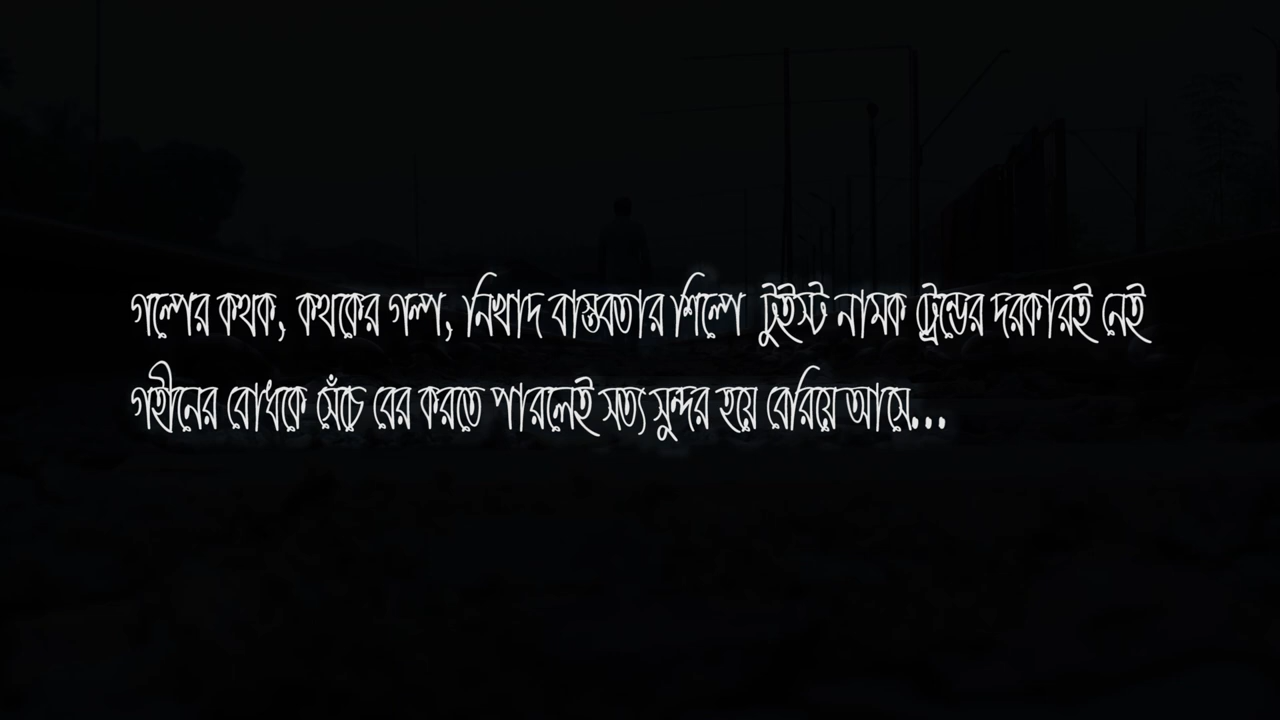 গল্পের কথক, কথকের গল্প, নিখাদ বাস্তবতার শিল্পে টুইস্ট নামক ট্রেন্ডের দরকারই নেই
গহীনের বোধকে সেঁচে বের করতে পারলেই সত্য সুন্দর হয়ে বেরিয়ে আসে...